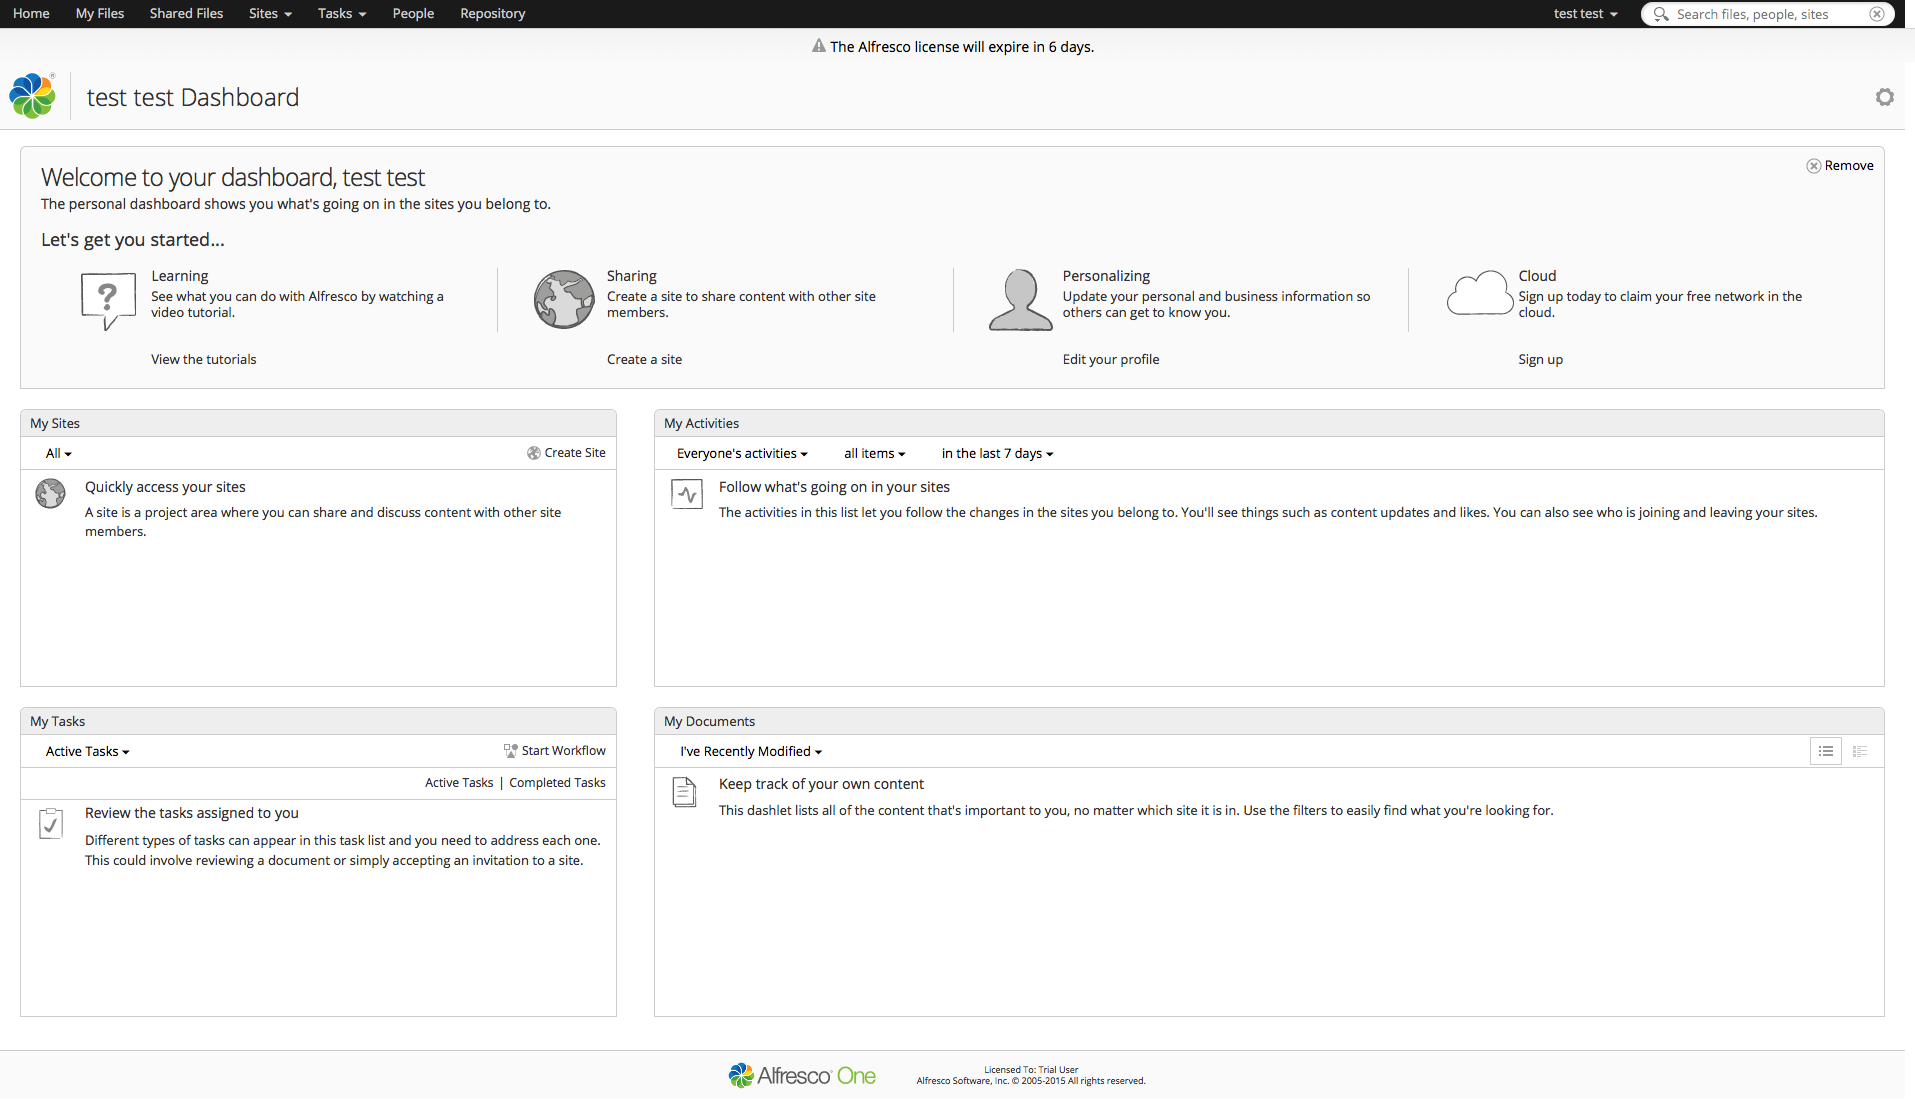 Home My Files Shared Files Sites Tasks People Repository test test Search files, people, sites
The Alfresco license will expire in 6 days.
test test Dashboard
Remove
Welcome to your dashboard, test test
The personal dashboard shows you what's going on in the sites you belong to.
Let's get you started...
Learning
See what you can do with Alfresco by watching a
video tutorial.
View the tutorials
Sharing
Create a site to share content with other site
members.
Create a site
Personalizing
Update your personal and business information so
others can get to know you.
Edit your profile
Cloud
Sign up today to claim your free network in the
cloud.
Sign up
My Sites
All Create Site
Quickly access your sites
A site is a project area where you can share and discuss content with other site
members.
My Activities
Everyone's activities all items in the last 7 days
Follow what's going on in your sites
The activities in this list let you follow the changes in the sites you belong to. You'll see things such as content updates and likes. You can also see who is joining and leaving your sites.
My Tasks
Active Tasks Start Workflow
Active Tasks | Completed Tasks
Review the tasks assigned to you
Different types of tasks can appear in this task list and you need to address each one.
This could involve reviewing a document or simply accepting an invitation to a site.
My Documents
I've Recently Modified
Keep track of your own content
This dashlet lists all of the content that's important to you, no matter which site it is in. Use the filters to easily find what you're looking for.
Alfresco One
Licensed To: Trial User
Alfresco Software, Inc. © 2005-2015 All rights reserved.